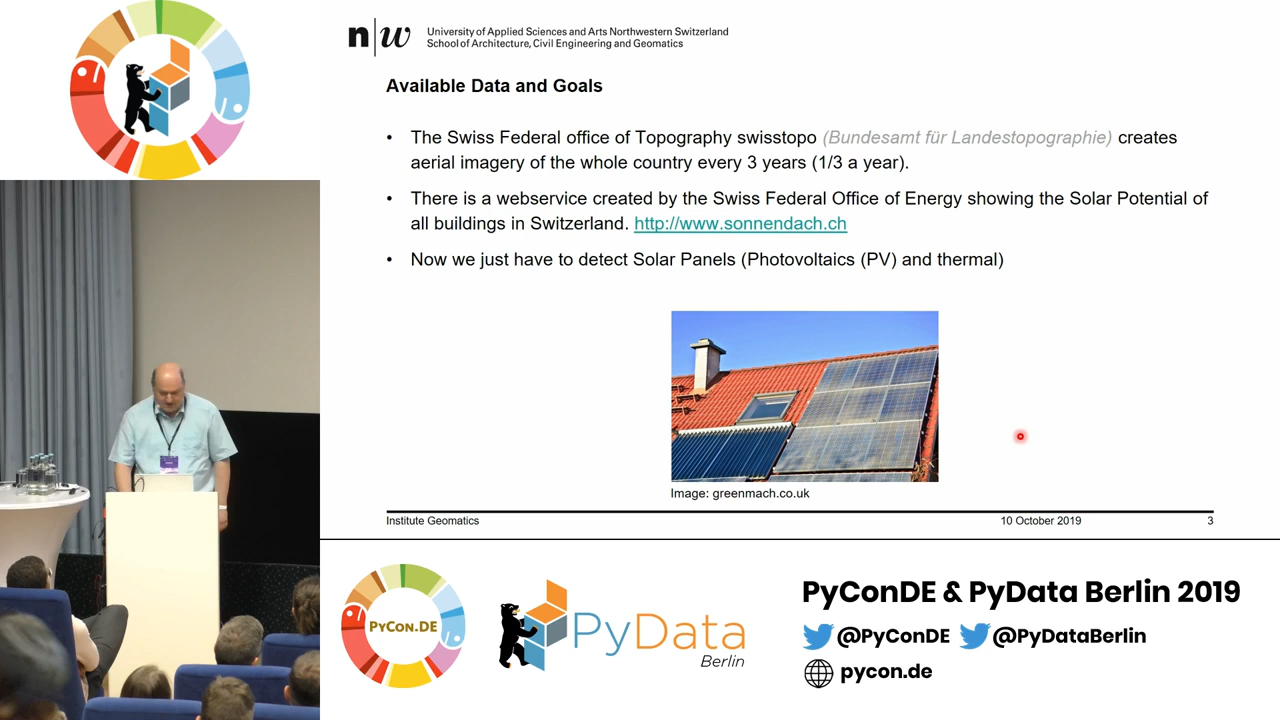 n|w University of Applied Sciences and Arts Northwestern Switzerland
School of Architecture, Civil Engineering and Geomatics
Available Data and Goals
• The Swiss Federal office of Topography swisstopo (Bundesamt für Landestopographie) creates
aerial imagery of the whole country every 3 years (1/3 a year).
• There is a webservice created by the Swiss Federal Office of Energy showing the Solar Potential of
all buildings in Switzerland. http://www.sonnendach.ch
• Now we just have to detect Solar Panels (Photovoltaics (PV) and thermal)
Image: greenmach.co.uk
Institute Geomatics 10 October 2019 3
PyCon.DE
PyData
Berlin
PyConDE & PyData Berlin 2019
@PyConDE @PyDataBerlin
pycon.de